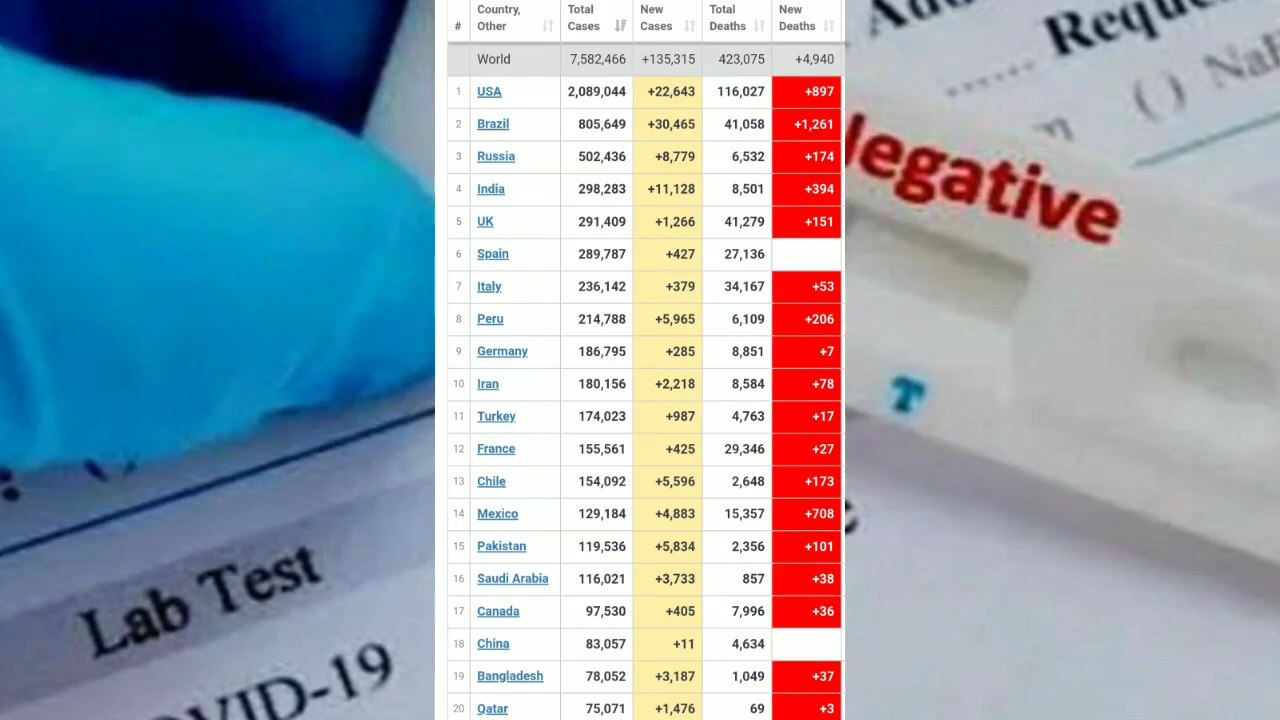 # Country, Other Total Cases New Cases Total Deaths New Deaths
World 7,582,466 +135,315 423,075 +4,940
1 USA 2,089,044 +22,643 116,027 +897
2 Brazil 805,649 +30,465 41,058 +1,261
3 Russia 502,436 +8,779 6,532 +174
4 India 298,283 +11,128 8,501 +394
5 UK 291,409 +1,266 41,279 +151
6 Spain 289,787 +427 27,136
7 Italy 236,142 +379 34,167 +53
8 Peru 214,788 +5,965 6,109 +206
9 Germany 186,795 +285 8,851 +7
10 Iran 180,156 +2,218 8,584 +78
11 Turkey 174,023 +987 4,763 +17
12 France 155,561 +425 29,346 +27
13 Chile 154,092 +5,596 2,648 +173
14 Mexico 129,184 +4,883 15,357 +708
15 Pakistan 119,536 +5,834 2,356 +101
16 Saudi Arabia 116,021 +3,733 857 +38
17 Canada 97,530 +405 7,996 +36
18 China 83,057 +11 4,634
19 Bangladesh 78,052 +3,187 1,049 +37
20 Qatar 75,071 +1,476 69 +3
Lab Test
OVID-19
Reque
()
egative
T